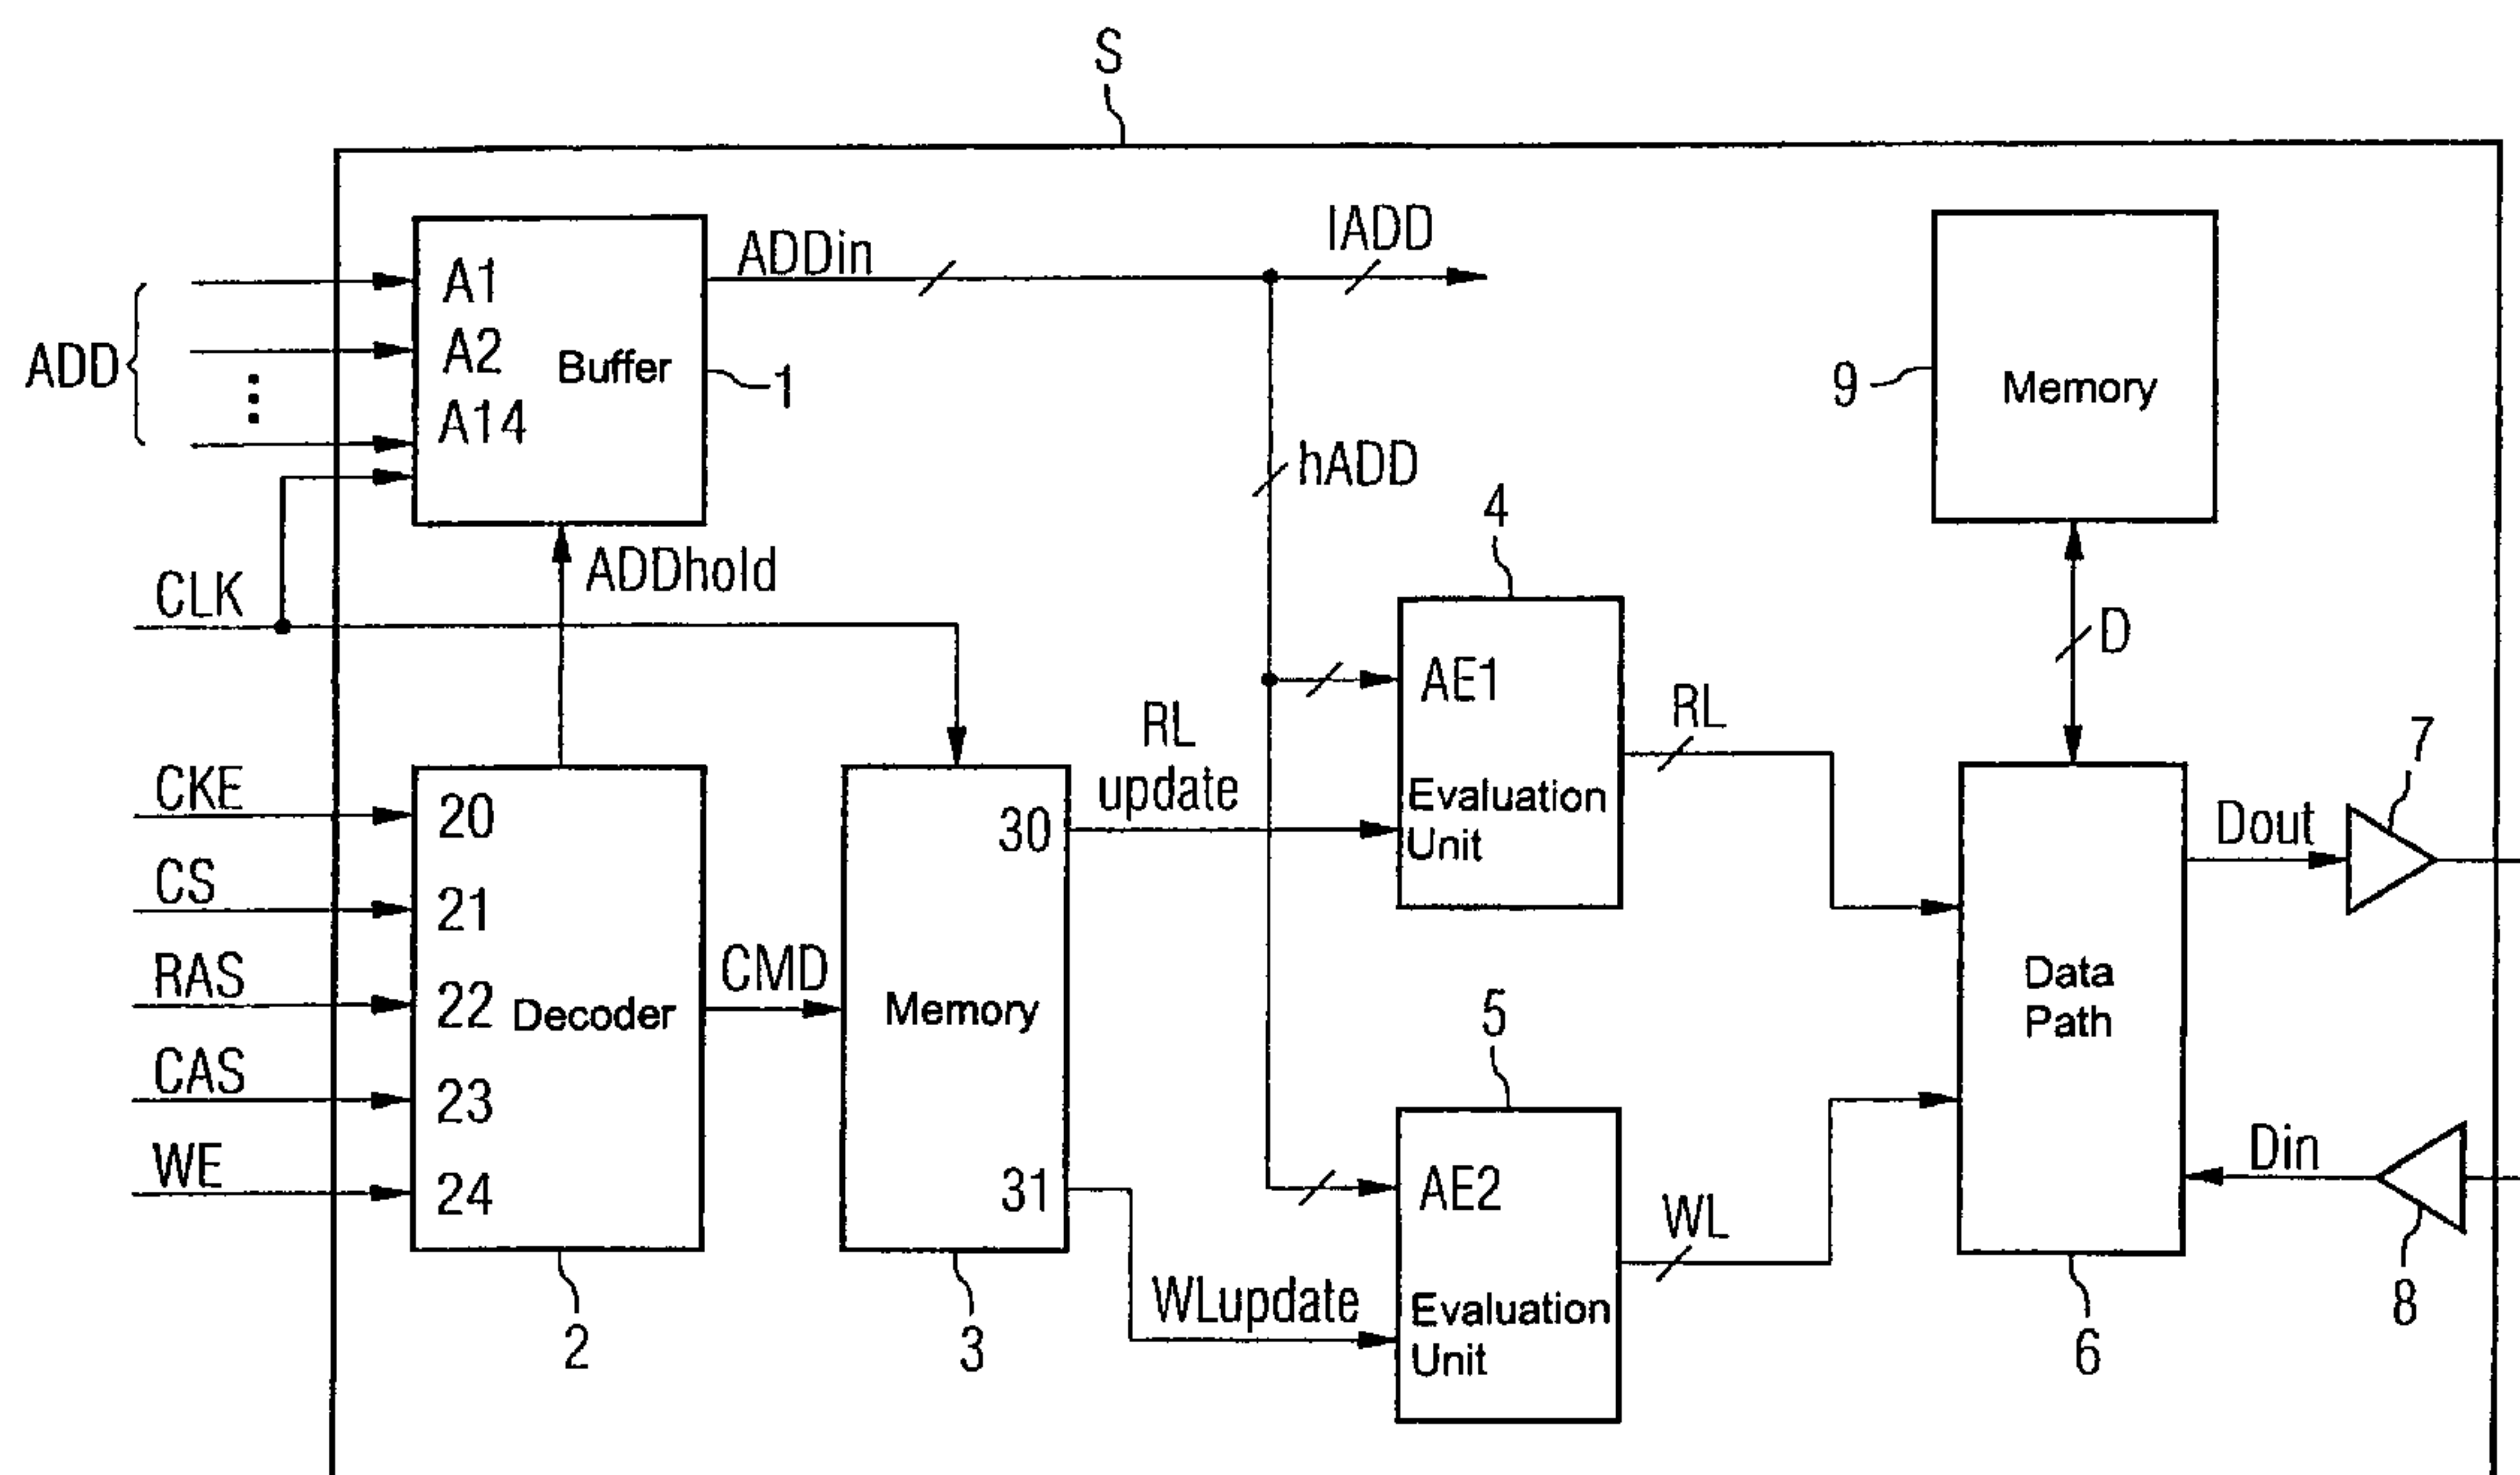 S
ADD
A1
A2
A14
Buffer
1
ADDin
lADD
hADD
9
Memory
CLK
ADDhold
D
4
AE1
Evaluation
Unit
RL
RL
update
CKE
CS
RAS
CAS
WE
20
21
22
23
24
Decoder
2
CMD
30
Memory
31
3
WLupdate
5
AE2
Evaluation
Unit
WL
Data
Path
6
Dout
7
Din
8